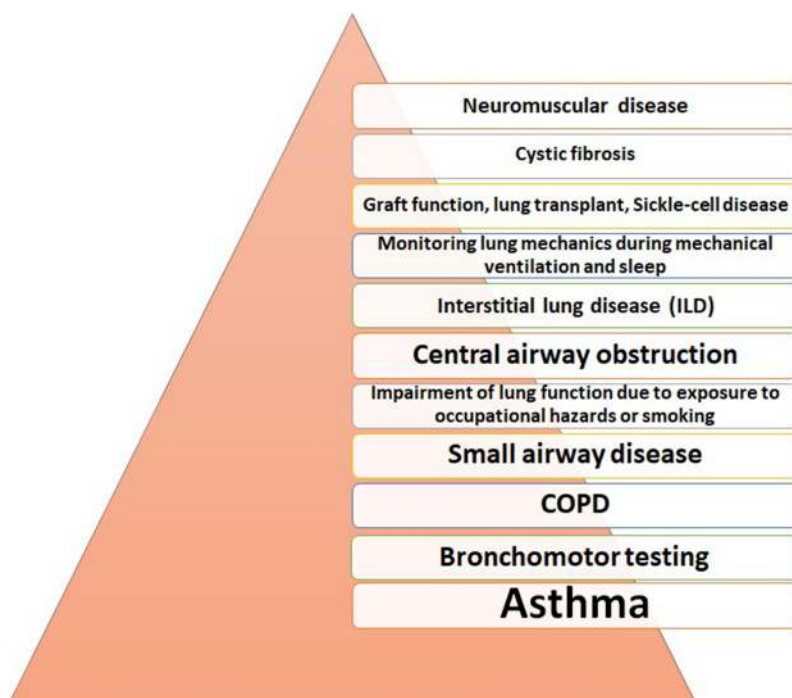 Neuromuscular disease
Cystic fibrosis
Graft function, lung transplant, Sickle-cell disease
Monitoring lung mechanics during mechanical
ventilation and sleep
Interstitial lung disease (ILD)
Central airway obstruction
Impairment of lung function due to exposure to
occupational hazards or smoking
Small airway disease
COPD
Bronchomotor testing
Asthma